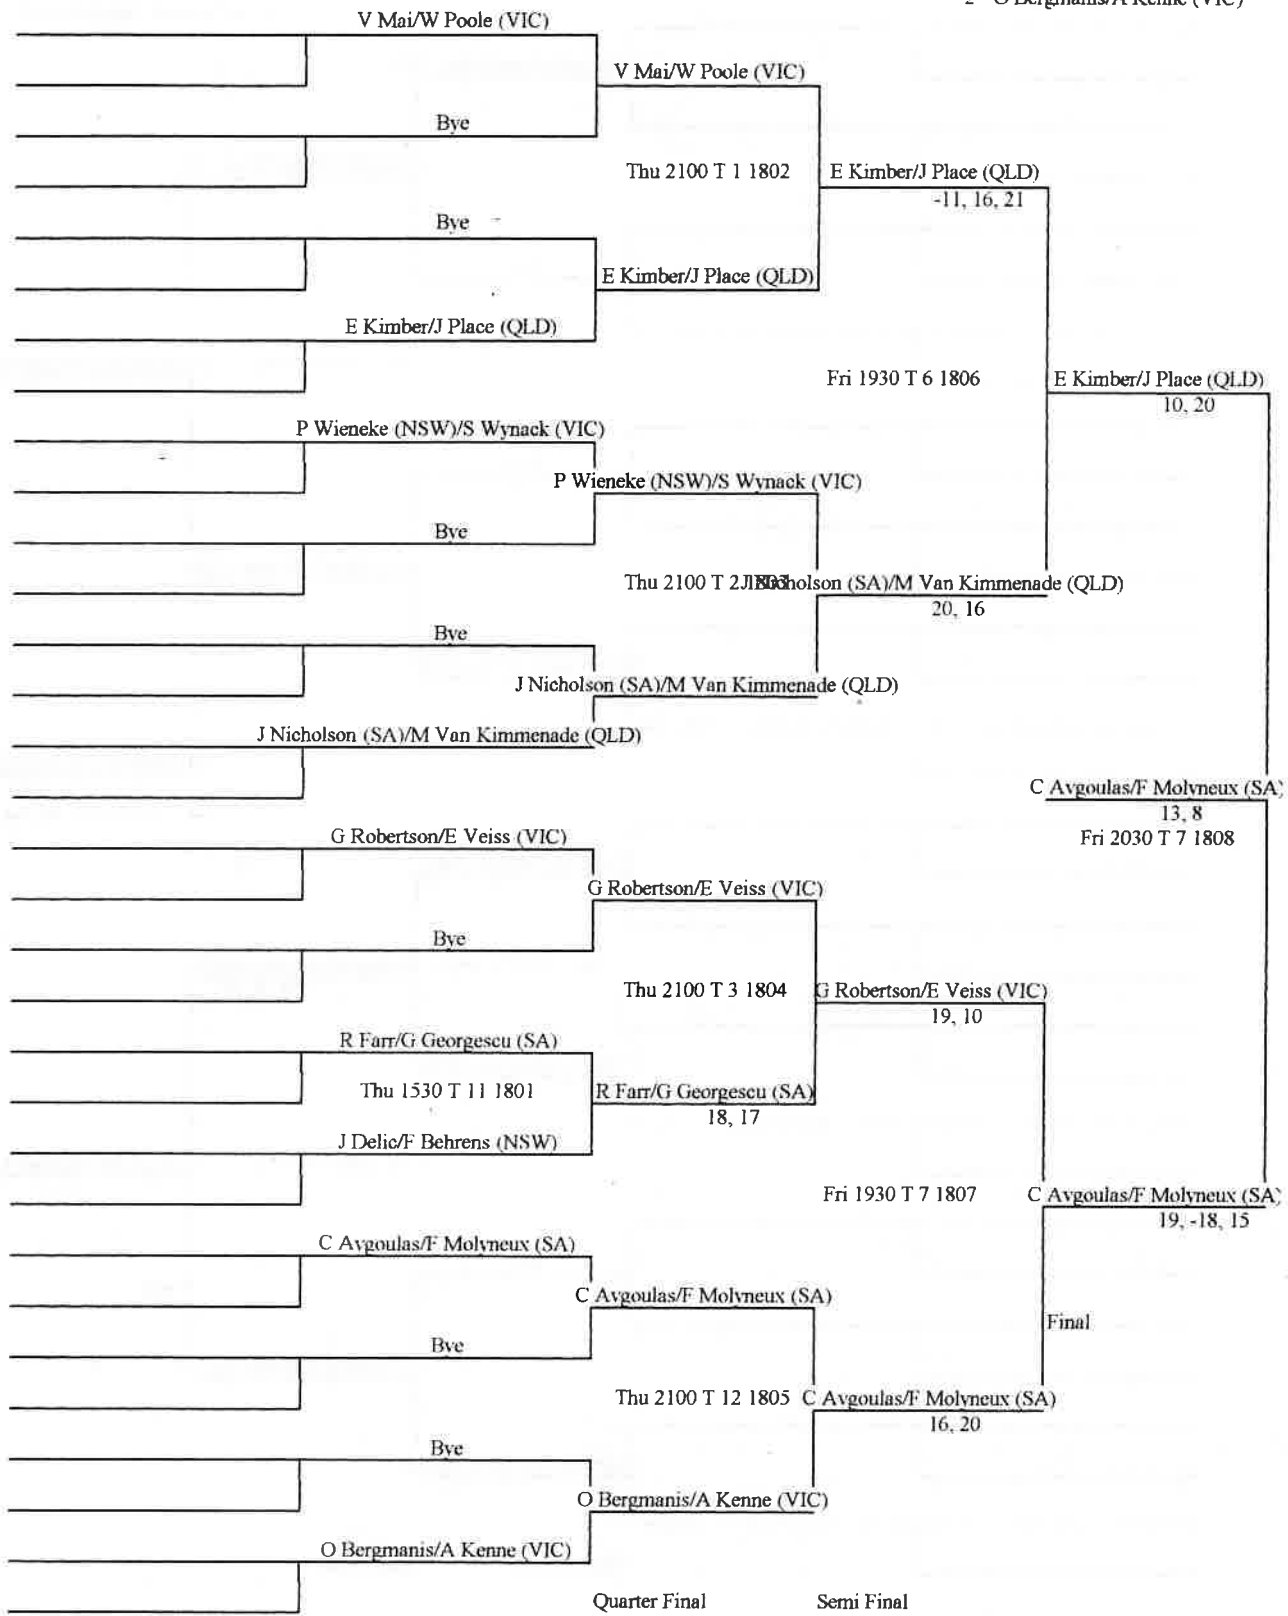 2 O Bergmanis/A Kenne (VIC)
V Mai/W Poole (VIC)
V Mai/W Poole (VIC)
Bye
Thu 2100 T 1 1802
E Kimber/J Place (QLD)
-11, 16, 21
Bye
E Kimber/J Place (QLD)
E Kimber/J Place (QLD)
Fri 1930 T 6 1806
E Kimber/J Place (QLD)
10, 20
P Wieneke (NSW)/S Wynack (VIC)
P Wieneke (NSW)/S Wynack (VIC)
Bye
Thu 2100 T 2 1803
J Nicholson (SA)/M Van Kimmenade (QLD)
20, 16
Bye
J Nicholson (SA)/M Van Kimmenade (QLD)
J Nicholson (SA)/M Van Kimmenade (QLD)
C Avgoulas/F Molyneux (SA)
13, 8
Fri 2030 T 7 1808
G Robertson/E Veiss (VIC)
G Robertson/E Veiss (VIC)
Bye
Thu 2100 T 3 1804
G Robertson/E Veiss (VIC)
19, 10
R Farr/G Georgescu (SA)
Thu 1530 T 11 1801
R Farr/G Georgescu (SA)
18, 17
J Delic/F Behrens (NSW)
Fri 1930 T 7 1807
C Avgoulas/F Molyneux (SA)
19, -18, 15
C Avgoulas/F Molyneux (SA)
C Avgoulas/F Molyneux (SA)
Final
Bye
Thu 2100 T 12 1805
C Avgoulas/F Molyneux (SA)
16, 20
Bye
O Bergmanis/A Kenne (VIC)
O Bergmanis/A Kenne (VIC)
Quarter Final
Semi Final